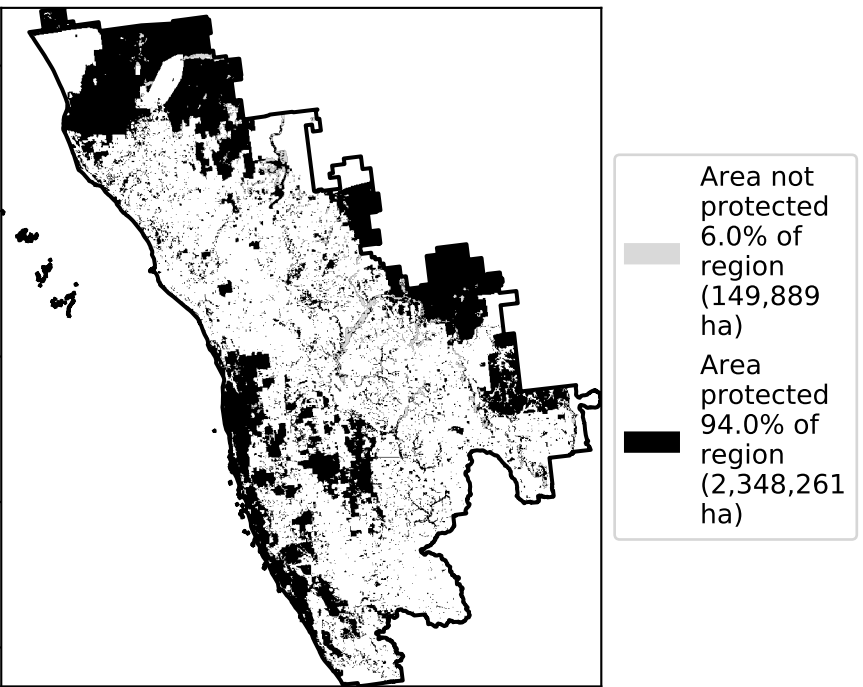 Area not
protected
6.0% of
region
(149,889
ha)
Area
protected
94.0% of
region
(2,348,261
ha)